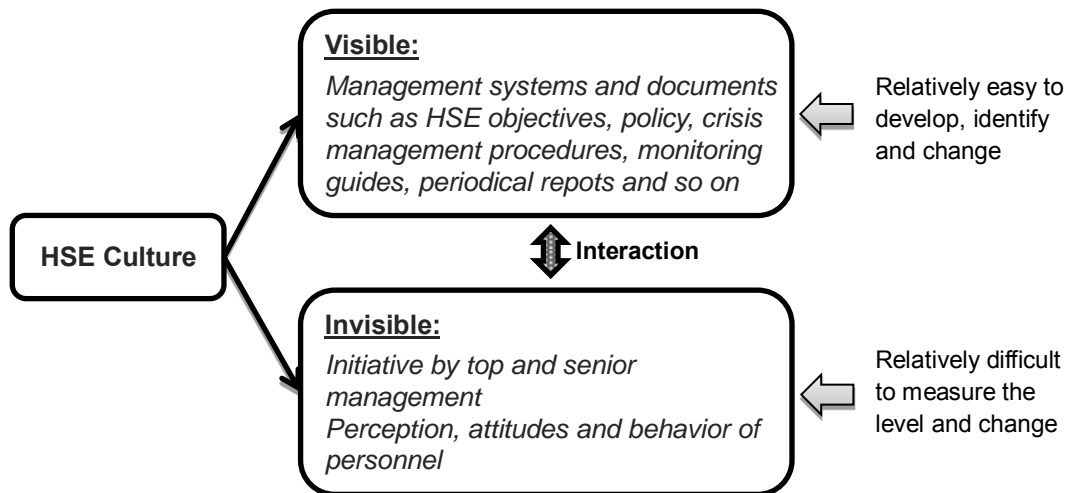 Visible:
Management systems and documents
such as HSE objectives, policy, crisis
management procedures, monitoring
guides, periodical repots and so on
Relatively easy to
develop, identify
and change
HSE Culture
Interaction
Invisible:
Initiative by top and senior
management
Perception, attitudes and behavior of
personnel
Relatively difficult
to measure the
level and change